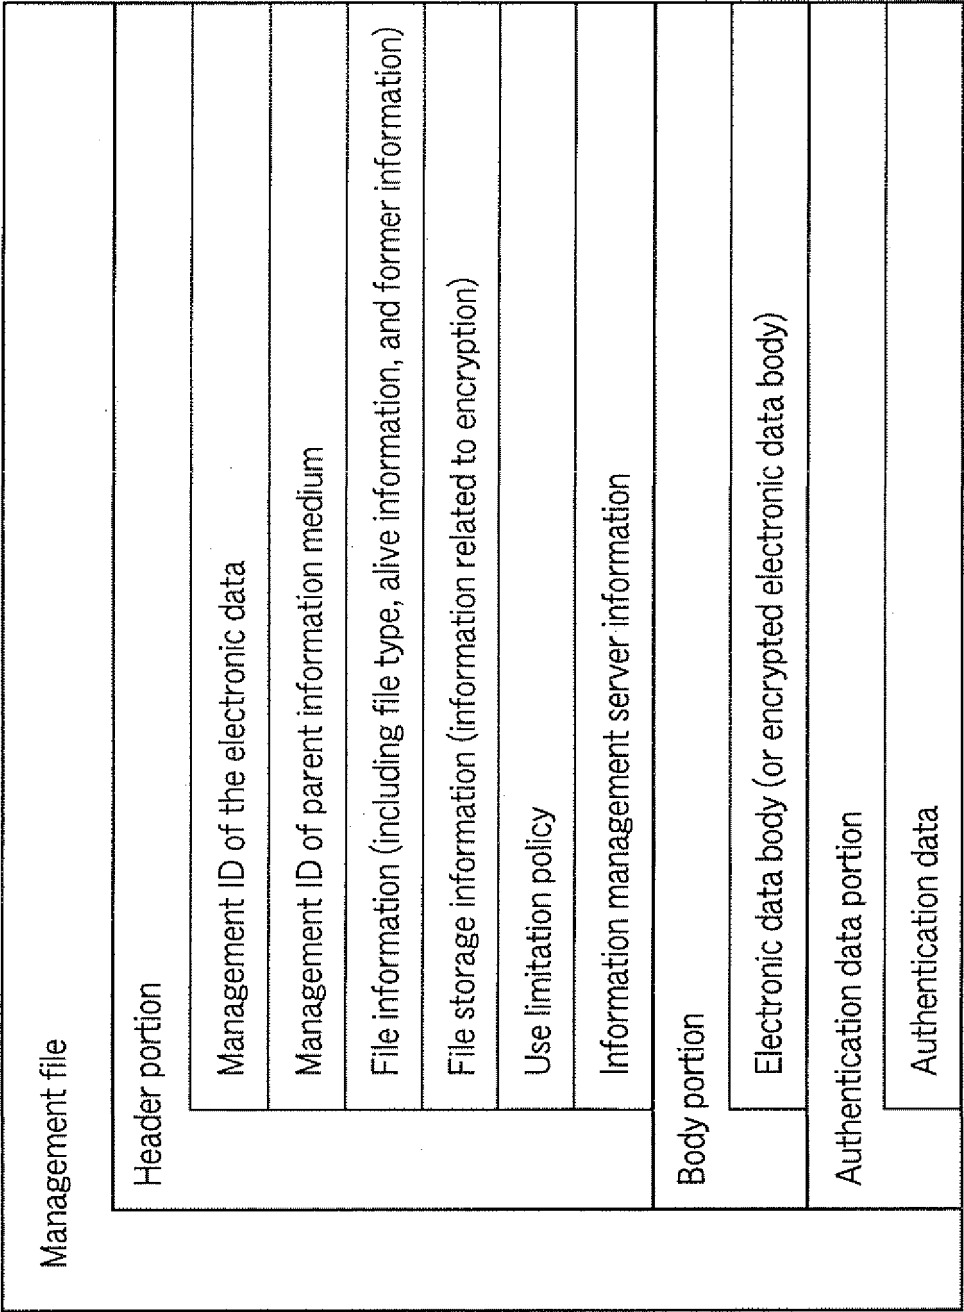 Management file
Header portion
Management ID of the electronic data
Management ID of parent information medium
File information (including file type, alive information, and former information)
File storage information (information related to encryption)
Use limitation policy
Information management server information
Body portion
Electronic data body (or encrypted electronic data body)
Authentication data portion
Authentication data